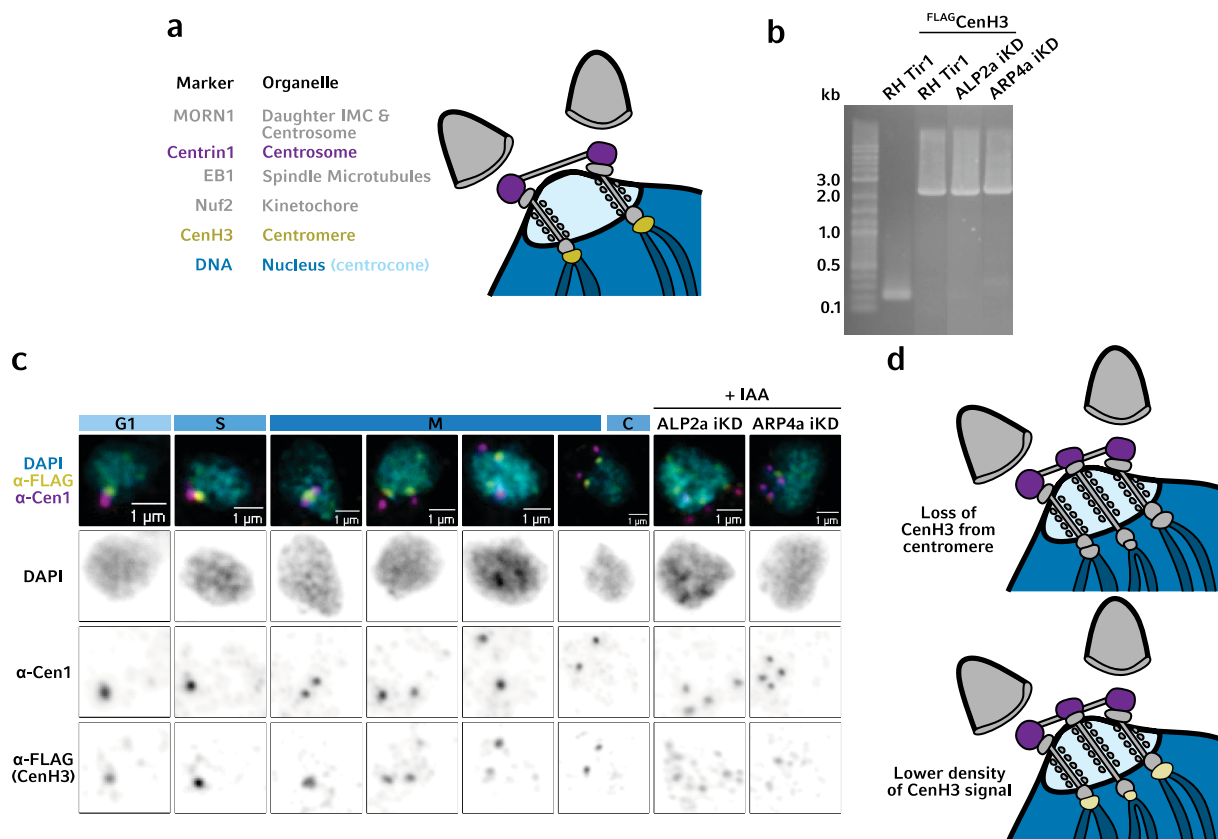 a
Marker Organelle
MORN1 Daughter IMC &
Centrosome
Centrin1 Centrosome
EB1 Spindle Microtubules
Nuf2 Kinetochore
CenH3 Centromere
DNA Nucleus (centrocone)
b
FLAGCenH3
kb
RH Tir1
RH Tir1
ALP2a iKD
ARP4a iKD
3.0
2.0
1.0
0.5
0.1
c
+ IAA
G1 S M C ALP2a iKD ARP4a iKD
DAPI
α-FLAG
α-Cen1
1 µm 1 µm 1 µm 1 µm 1 µm 1 µm 1 µm 1 µm
DAPI
α-Cen1
α-FLAG
(CenH3)
d
Loss of
CenH3 from
centromere
Lower density
of CenH3 signal